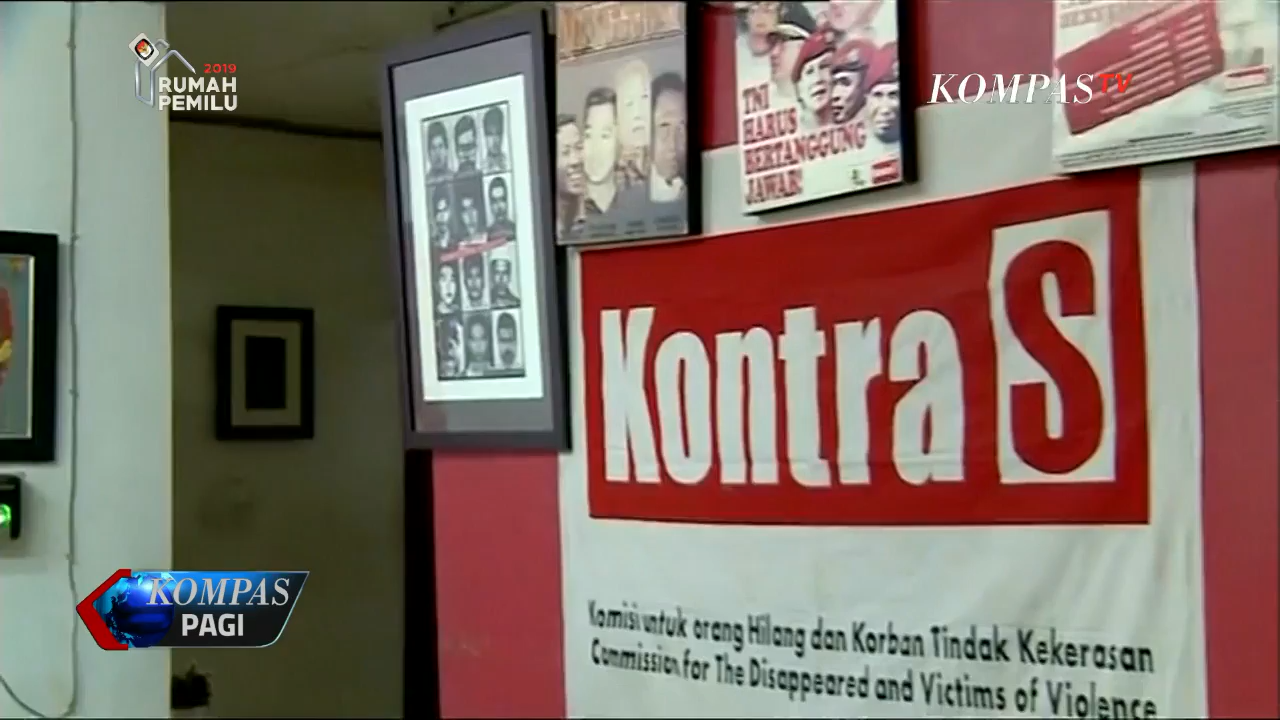 2019
RUMAH
PEMILU
KOMPASTV
TNI
HARUS
BERTANGGUNG
JAWAB!
KontraS
Komisi untuk orang Hilang dan Korban Tindak Kekerasan
Commission for The Disappeared and Victims of Violence
KOMPAS
PAGI